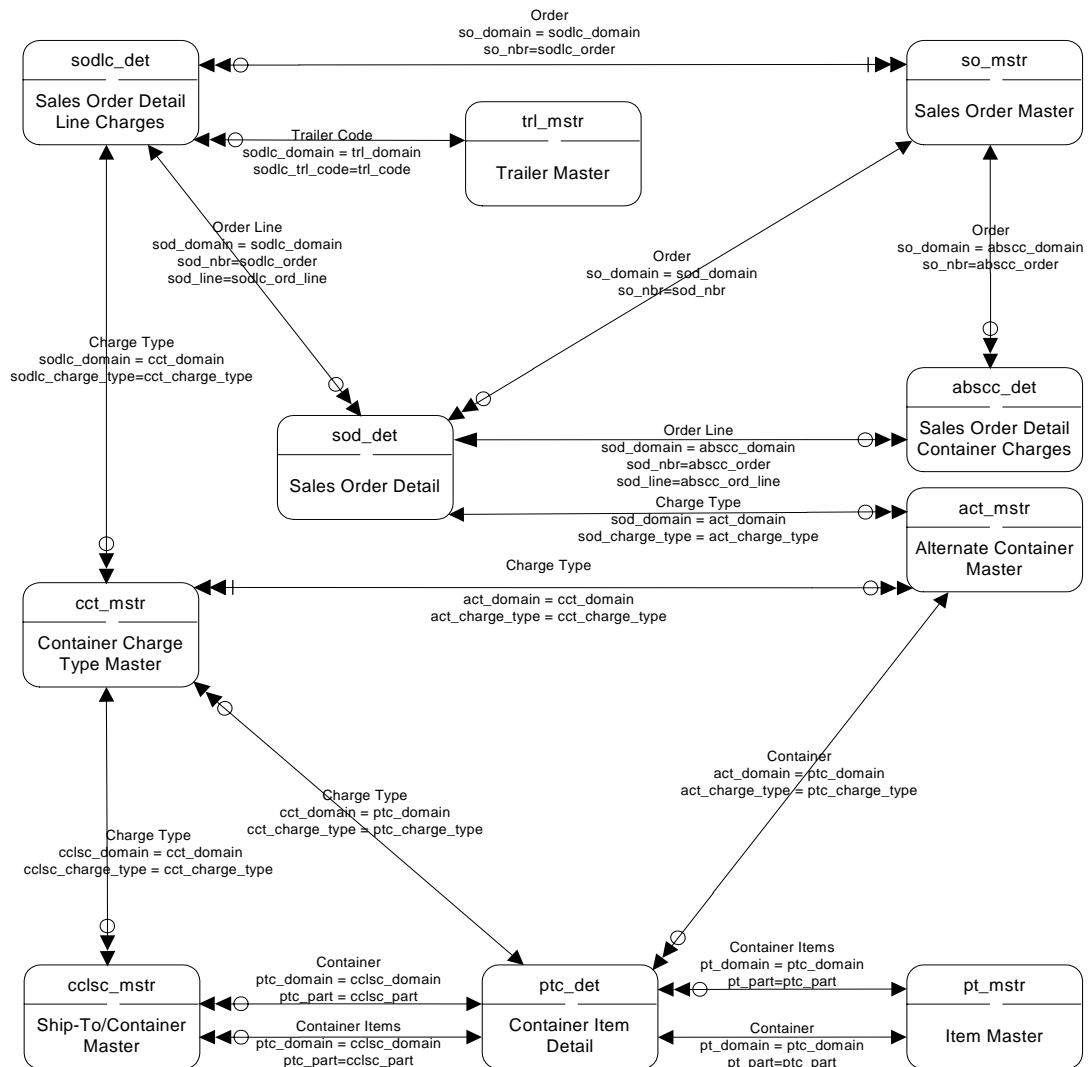 Order
so_domain = sodlc_domain
so_nbr=sodlc_order
sodlc_det
Sales Order Detail
Line Charges
so_mstr
Sales Order Master
trl_mstr
Trailer Master
Trailer Code
sodlc_domain = trl_domain
sodlc_trl_code=trl_code
Order Line
sod_domain = sodlc_domain
sod_nbr=sodlc_order
sod_line=sodlc_ord_line
Order
so_domain = sod_domain
so_nbr=sod_nbr
Order
so_domain = abscc_domain
so_nbr=abscc_order
Charge Type
sodlc_domain = cct_domain
sodlc_charge_type=cct_charge_type
abscc_det
Sales Order Detail
Container Charges
sod_det
Sales Order Detail
Order Line
sod_domain = abscc_domain
sod_nbr=abscc_order
sod_line=abscc_ord_line
Charge Type
sod_domain = act_domain
sod_charge_type = act_charge_type
act_mstr
Alternate Container
Master
Charge Type
act_domain = cct_domain
act_charge_type = cct_charge_type
cct_mstr
Container Charge
Type Master
Container
act_domain = ptc_domain
act_charge_type = ptc_charge_type
Charge Type
cct_domain = ptc_domain
cct_charge_type = ptc_charge_type
Charge Type
cclsc_domain = cct_domain
cclsc_charge_type = cct_charge_type
cclsc_mstr
Ship-To/Container
Master
Container
ptc_domain = cclsc_domain
ptc_part = cclsc_part
Container Items
ptc_domain = cclsc_domain
ptc_part=cclsc_part
ptc_det
Container Item
Detail
Container Items
pt_domain = ptc_domain
pt_part=ptc_part
Container
pt_domain = ptc_domain
pt_part=ptc_part
pt_mstr
Item Master